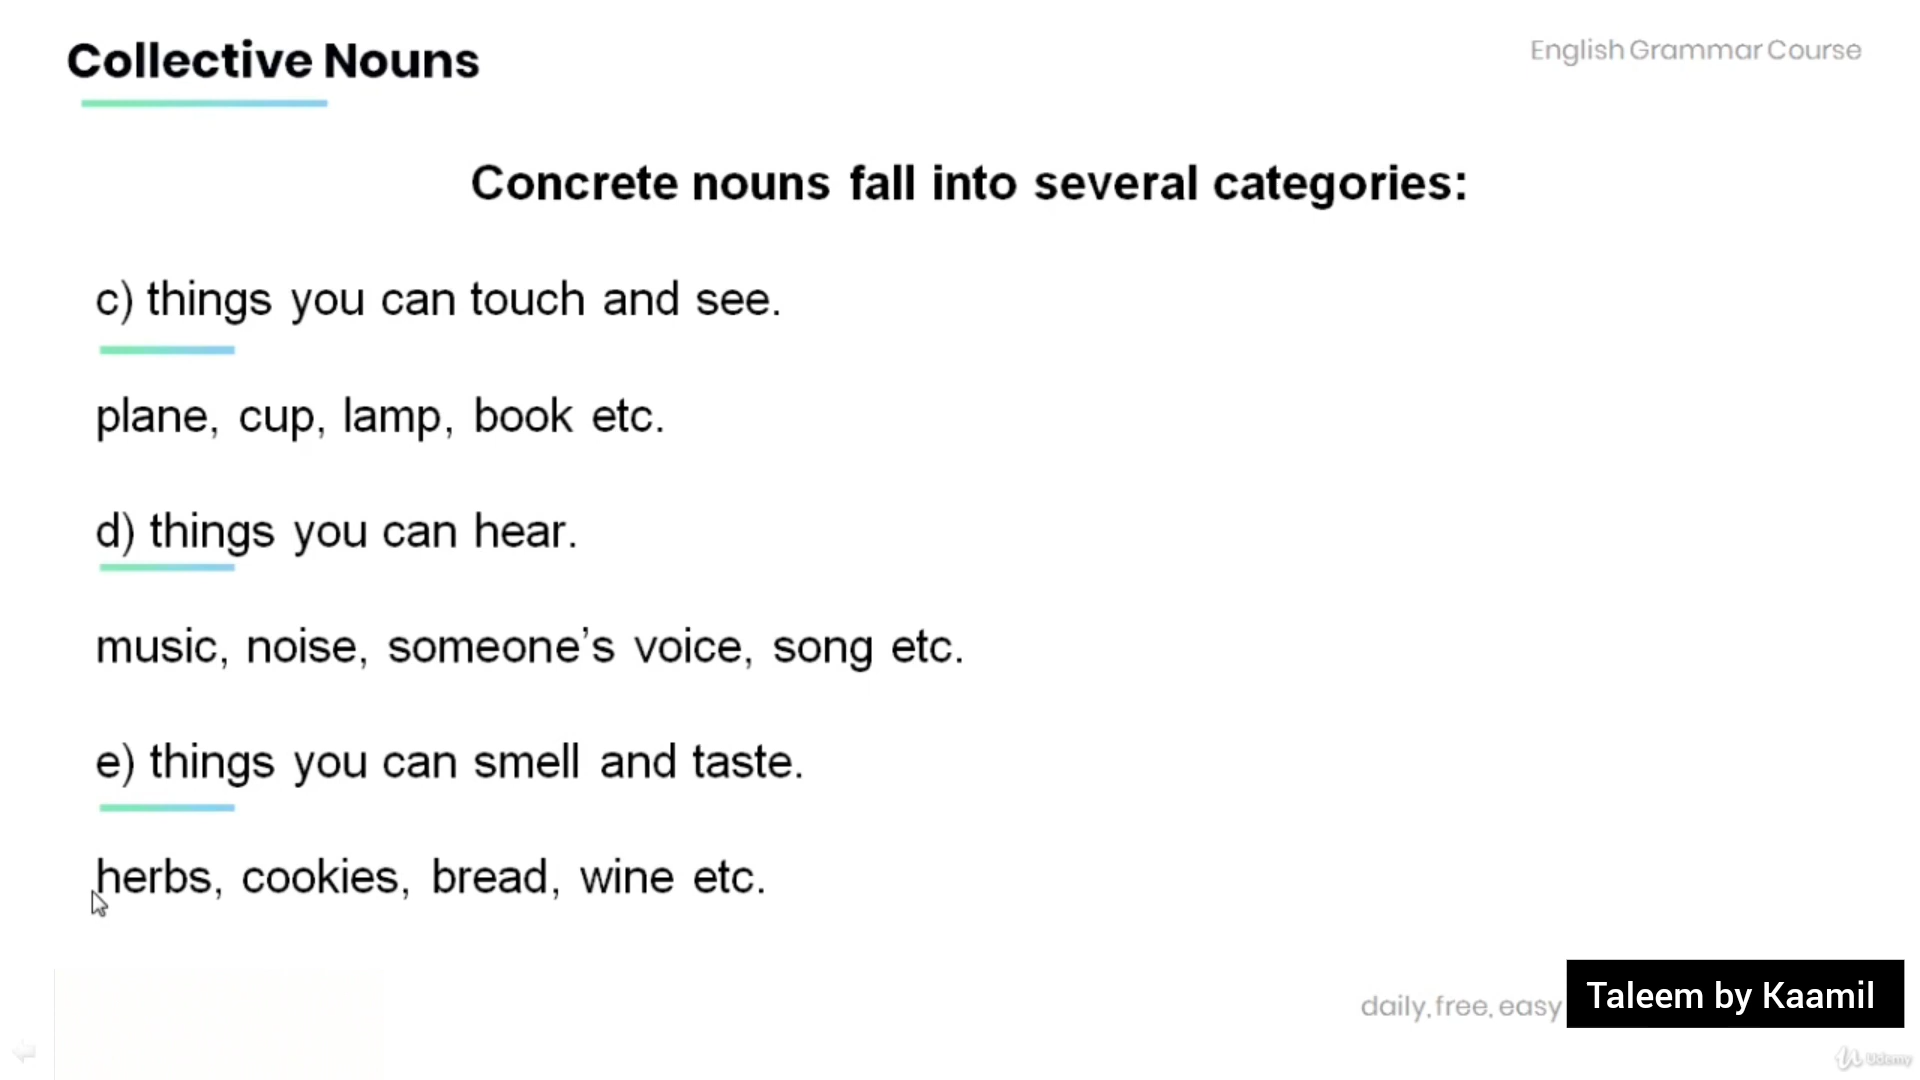 Collective Nouns
English Grammar Course
Concrete nouns fall into several categories:
c) things you can touch and see.
plane, cup, lamp, book etc.
d) things you can hear.
music, noise, someone’s voice, song etc.
e) things you can smell and taste.
herbs, cookies, bread, wine etc.
daily, free, easy
Taleem by Kaamil
Udemy